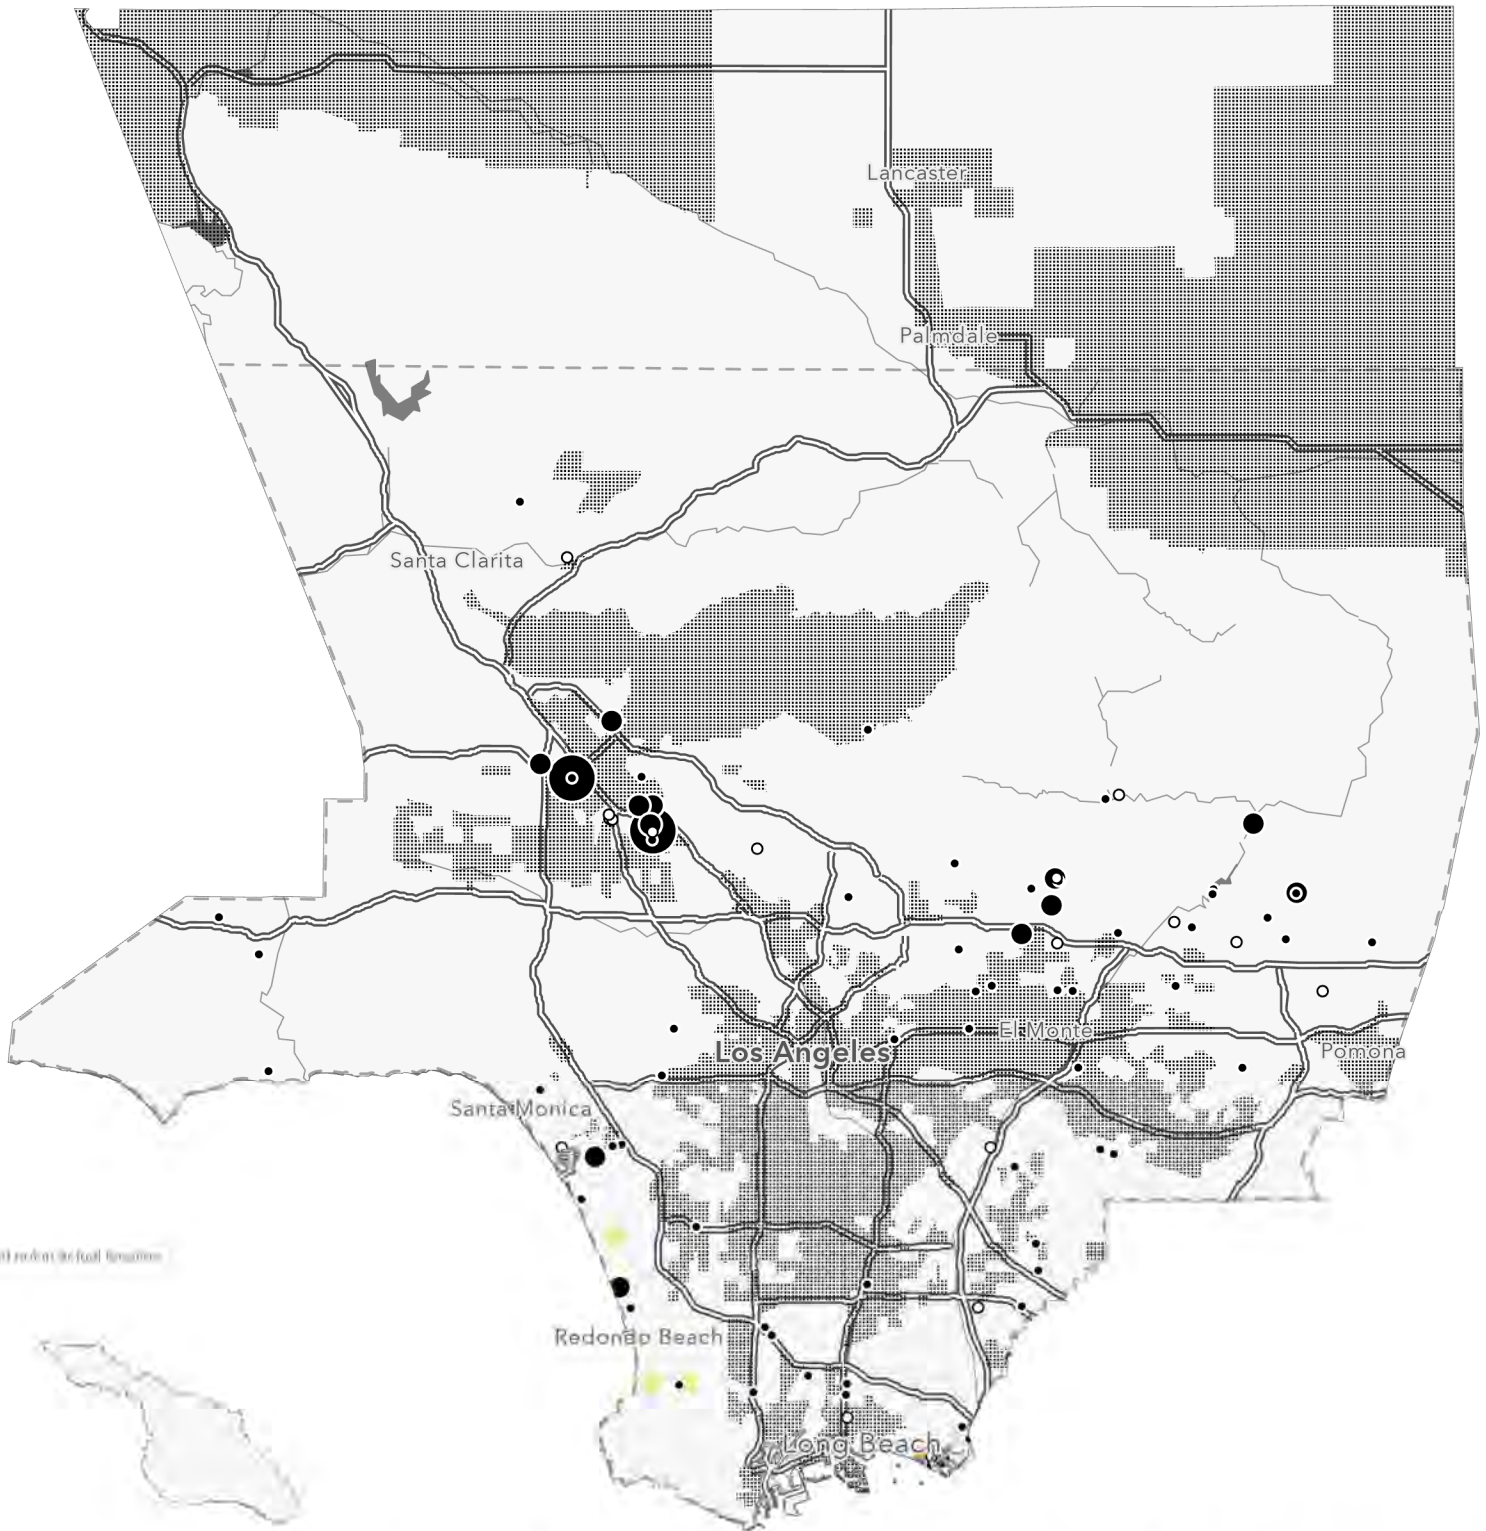 Lancaster
Palmdale
Santa Clarita
El Monte
Los Angeles
Pomona
Santa Monica
Redondo Beach
Long Beach